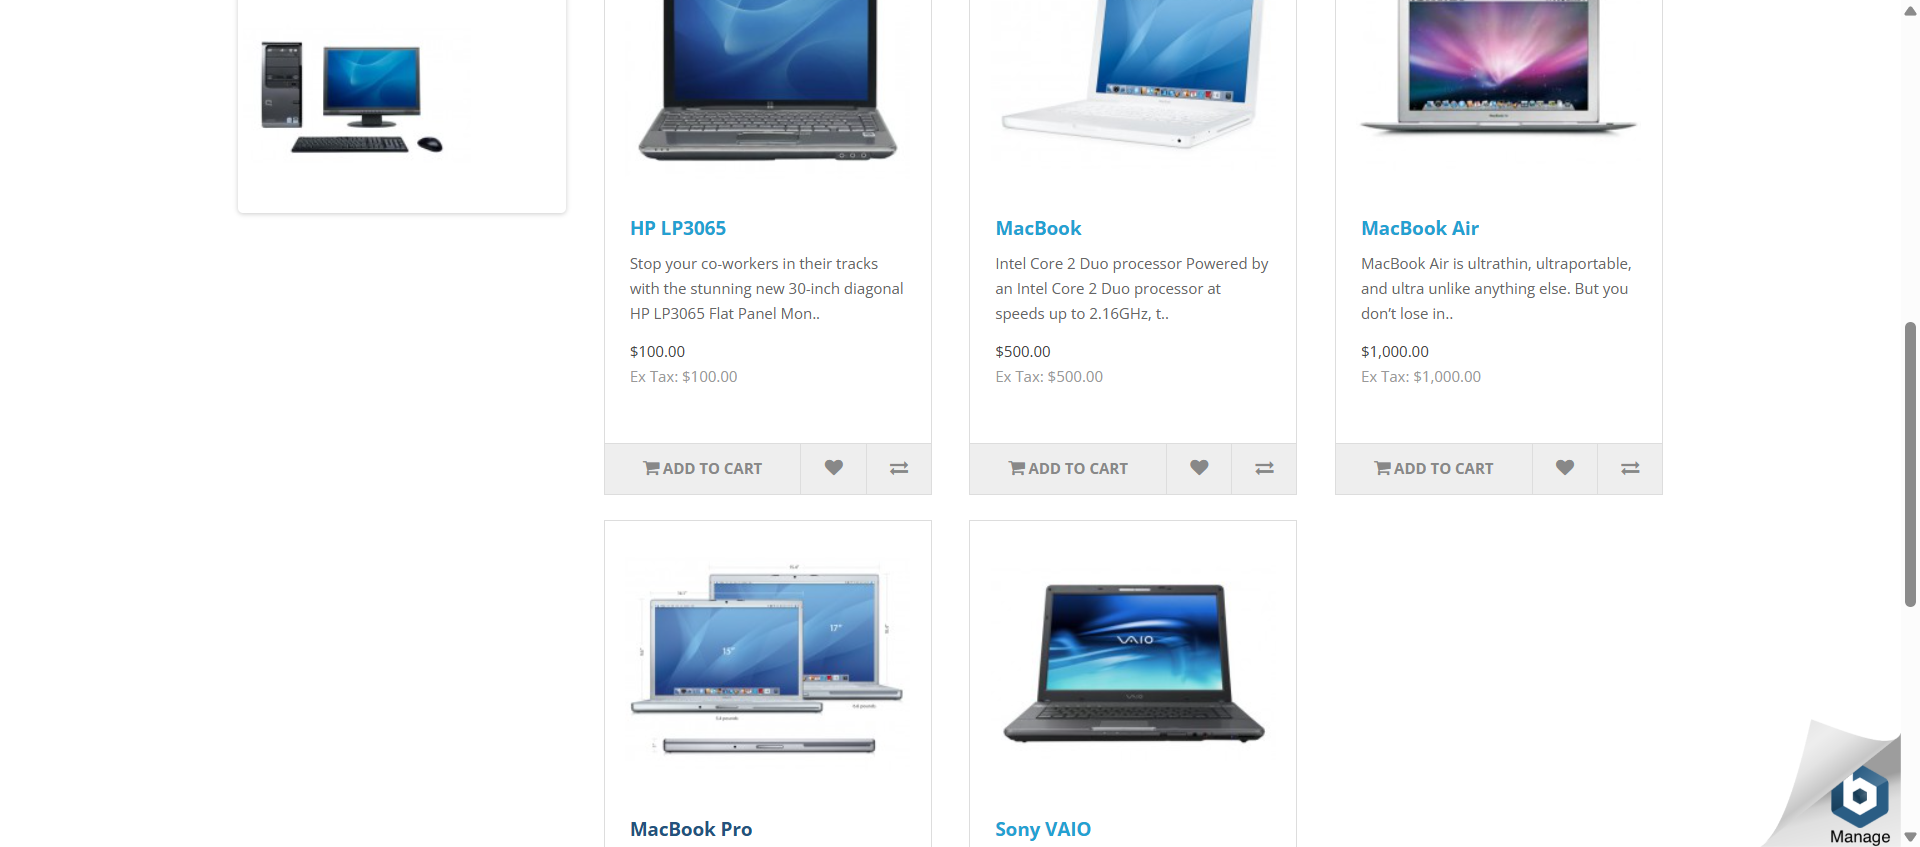 HP LP3065
Stop your co-workers in their tracks
with the stunning new 30-inch diagonal
HP LP3065 Flat Panel Mon..
$100.00
Ex Tax: $100.00
ADD TO CART
MacBook
Intel Core 2 Duo processor Powered by
an Intel Core 2 Duo processor at
speeds up to 2.16GHz, t..
$500.00
Ex Tax: $500.00
ADD TO CART
MacBook Air
MacBook Air is ultrathin, ultraportable,
and ultra unlike anything else. But you
don’t lose in..
$1,000.00
Ex Tax: $1,000.00
ADD TO CART
17"
15"
MacBook Pro
VAIO
VAIO
Sony VAIO
Manage